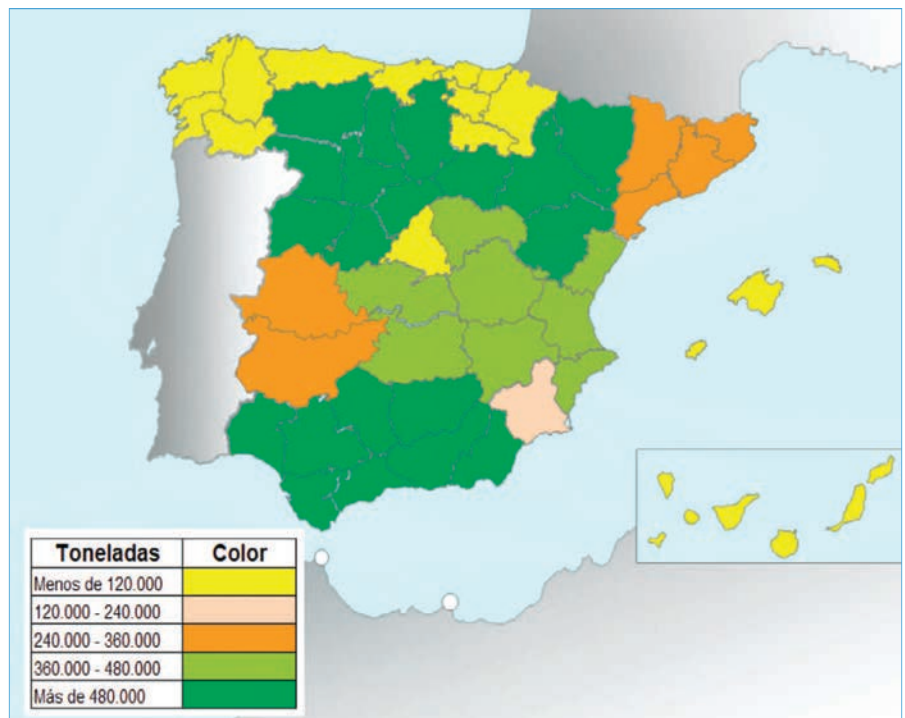 Toneladas Color
Menos de 120.000
120.000 - 240.000
240.000 - 360.000
360.000 - 480.000
Más de 480.000